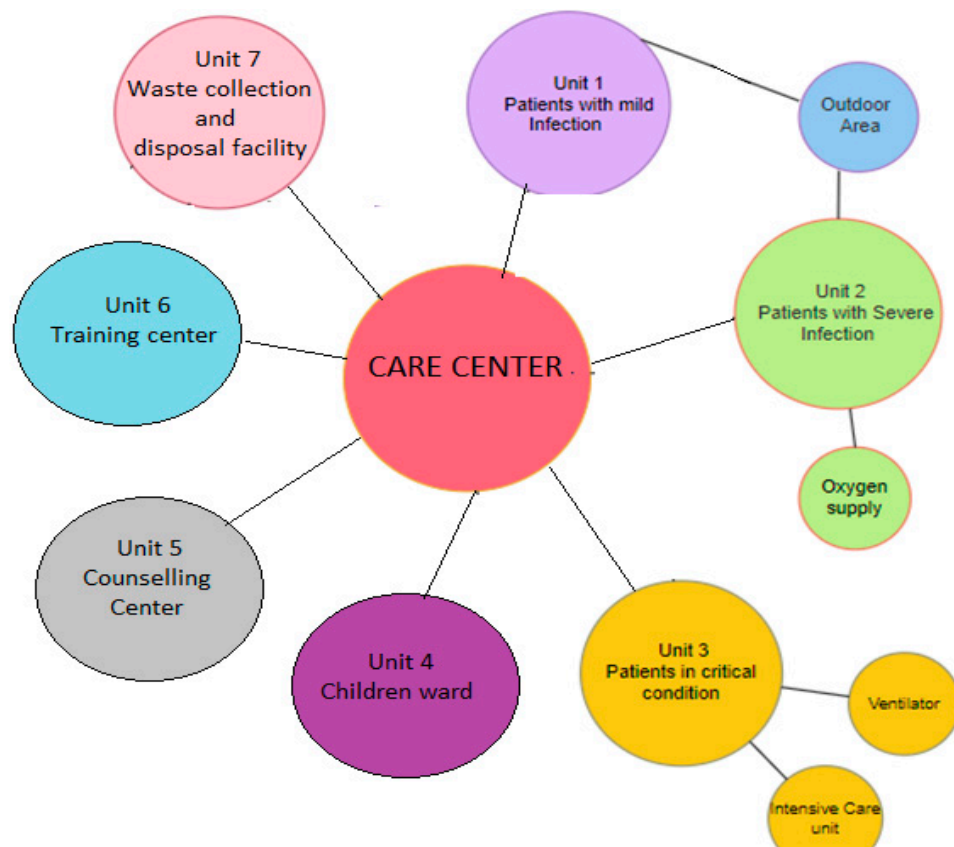 Unit 7
Waste collection
and
disposal facility
Unit 1
Patients with mild
Infection
Outdoor
Area
Unit 2
Patients with Severe
Infection
Oxygen
supply
Unit 3
Patients in critical
condition
Ventilator
Intensive Care
unit
Unit 4
Children ward
Unit 5
Counselling
Center
Unit 6
Training center
CARE CENTER